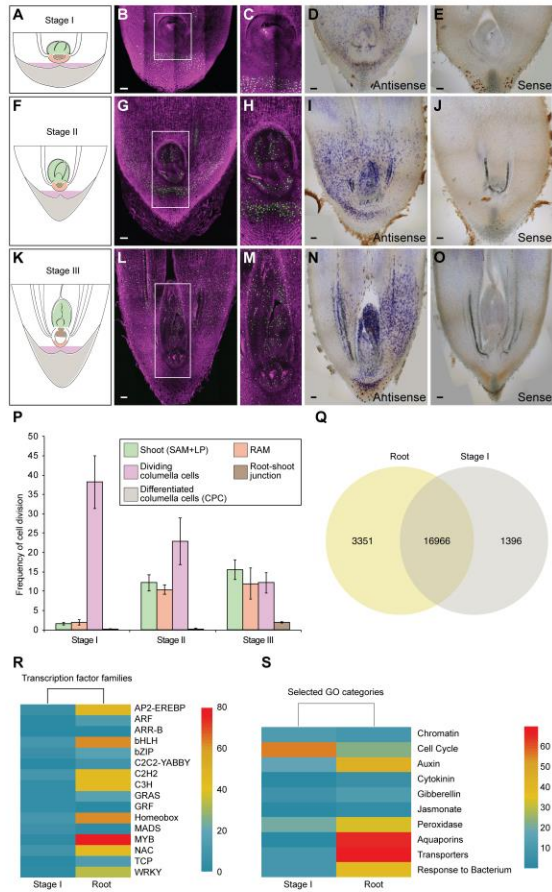 A Stage I B C D E
Antisense Sense
F Stage II G H I J
Antisense Sense
K Stage III L M N O
Antisense Sense
P Q
Frequency of cell division
50
45
40
35
30
25
20
15
10
5
0
Shoot (SAM+LP) RAM
Dividing columella cells Root-shoot junction
Differentiated columella cells (CPC)
Stage I Stage II Stage III
Root Stage I
3351 16966 1396
R
Transcription factor families
AP2-EREBP
ARF
ARR-B
bHLH
bZIP
C2C2-YABBY
C2H2
C3H
GRAS
GRF
Homeobox
MADS
MYB
NAC
TCP
WRKY
Stage I Root
80
60
40
20
0
S
Selected GO categories
Chromatin
Cell Cycle
Auxin
Cytokinin
Gibberellin
Jasmonate
Peroxidase
Aquaporins
Transporters
Response to Bacterium
Stage I Root
60
50
40
30
20
10